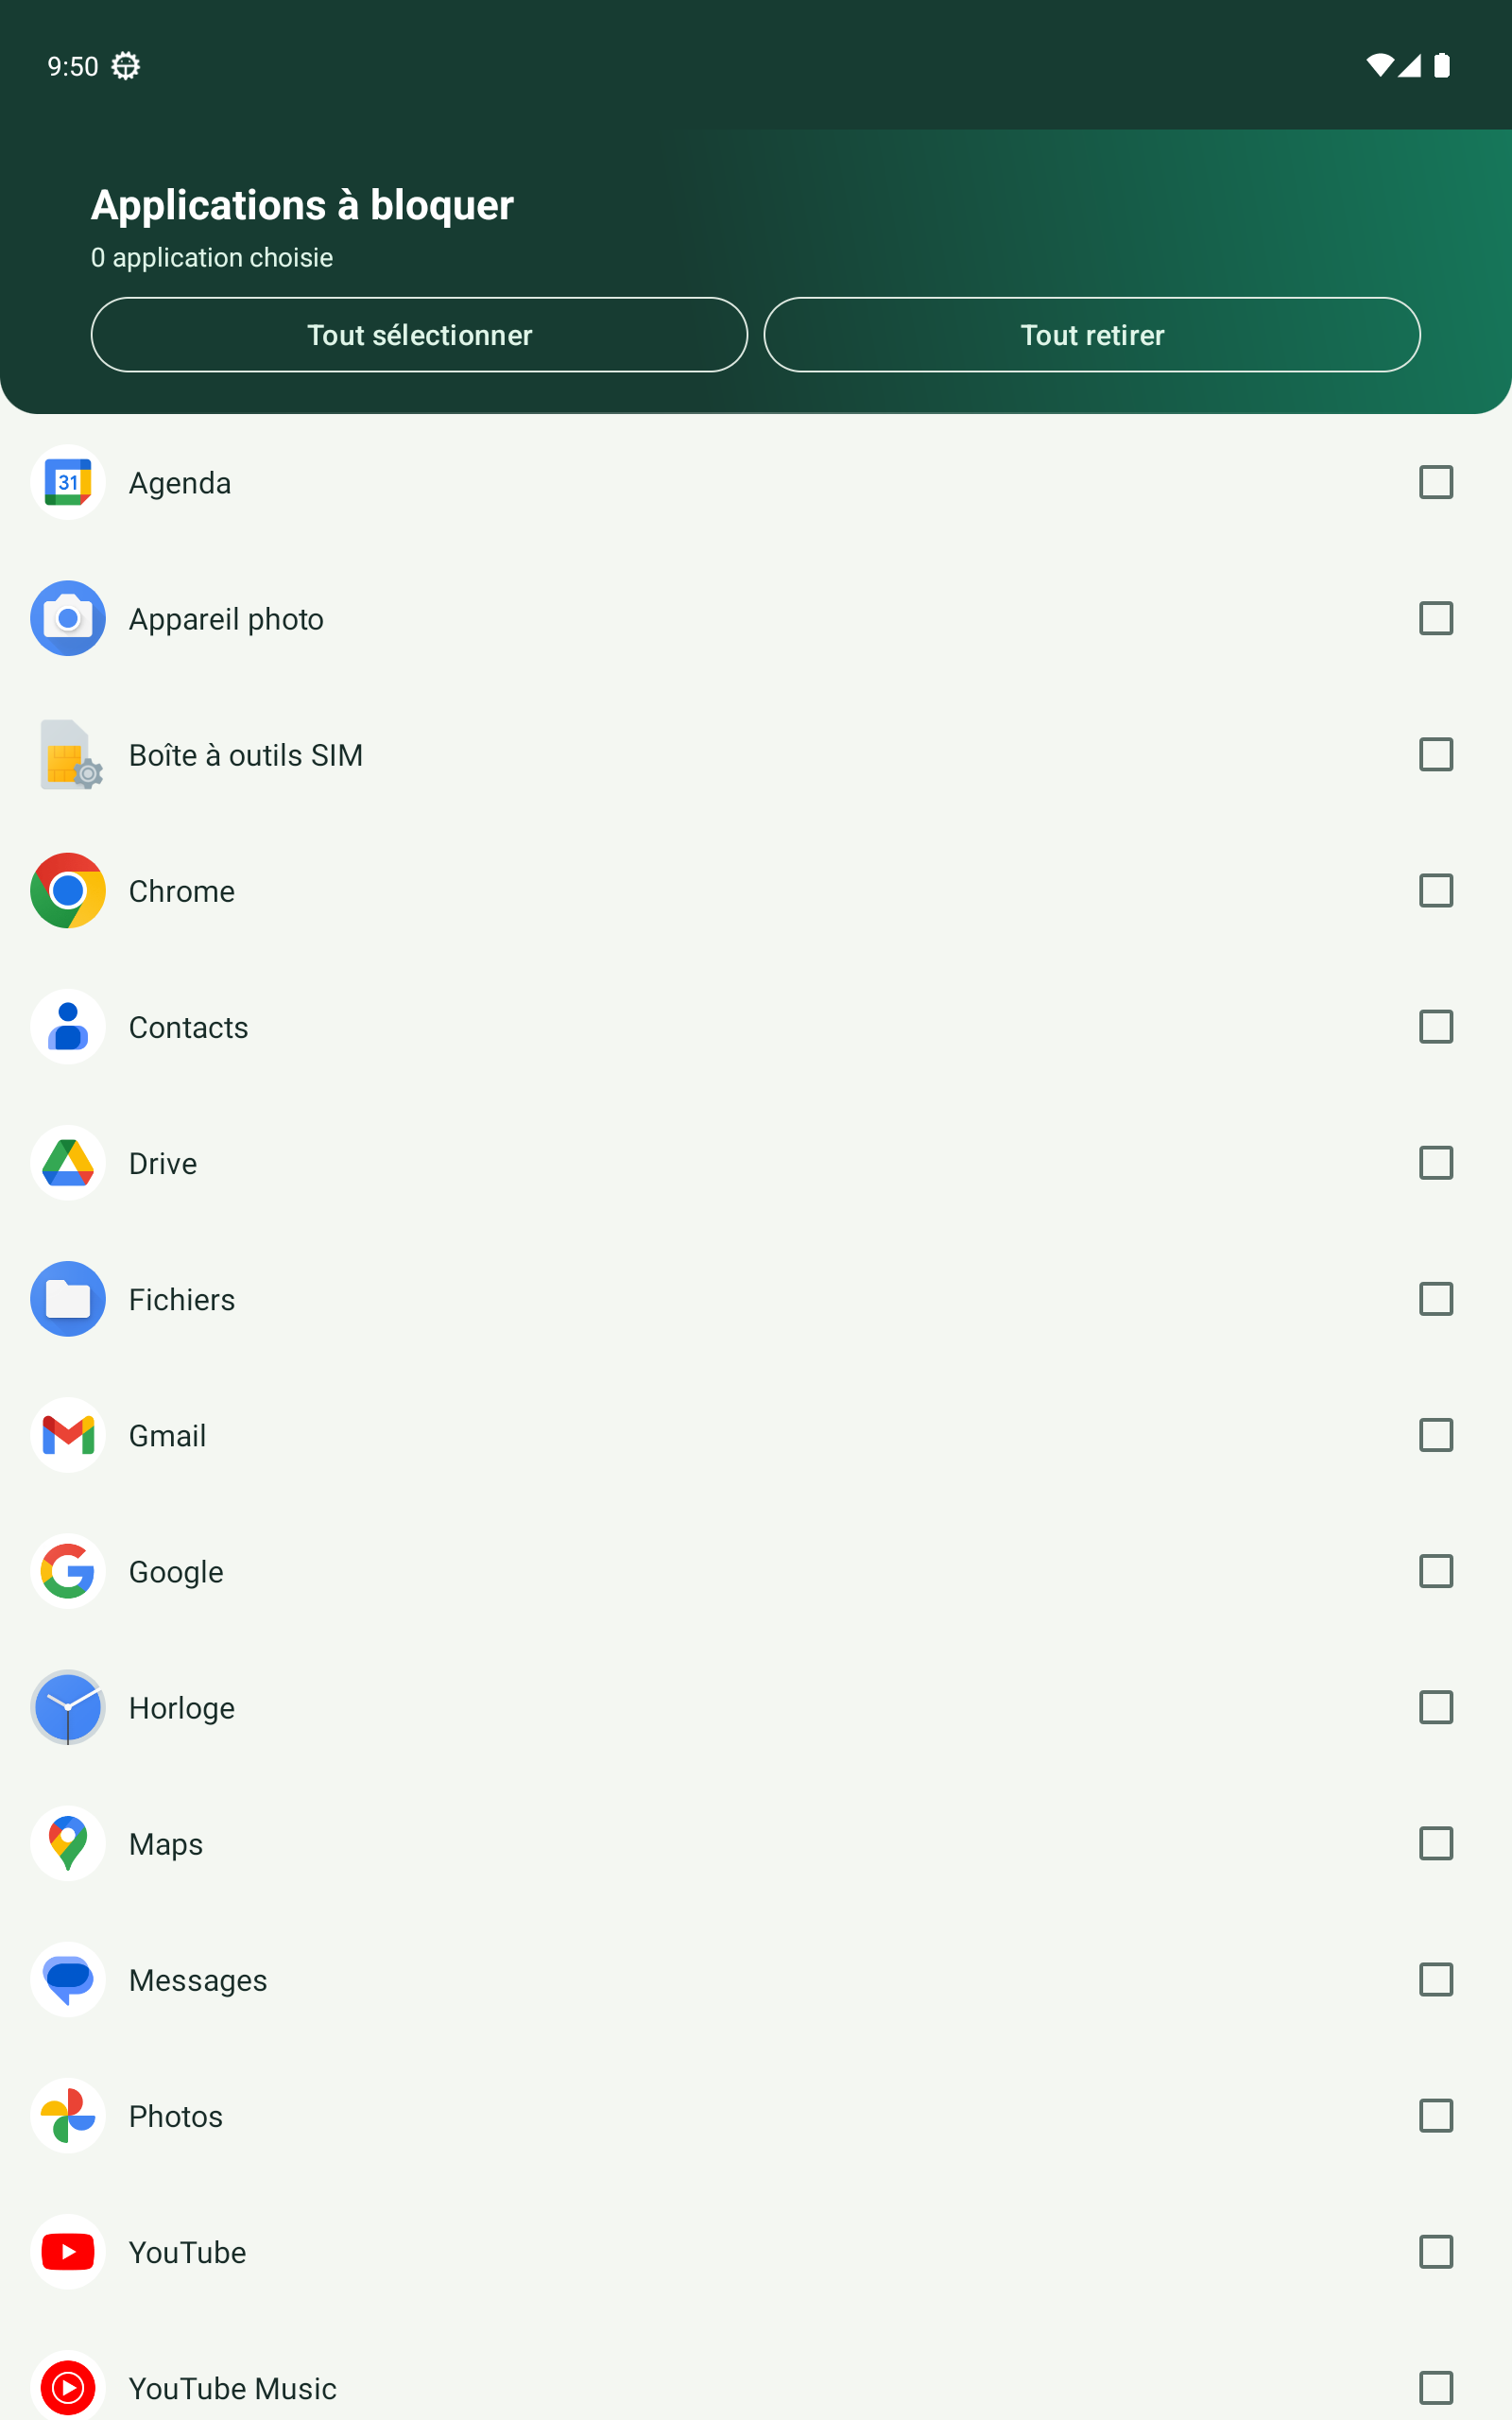 9:50
Applications à bloquer
0 application choisie
Tout sélectionner
Tout retirer
31
Agenda
Appareil photo
Boîte à outils SIM
Chrome
Contacts
Drive
Fichiers
Gmail
Google
Horloge
Maps
Messages
Photos
YouTube
YouTube Music